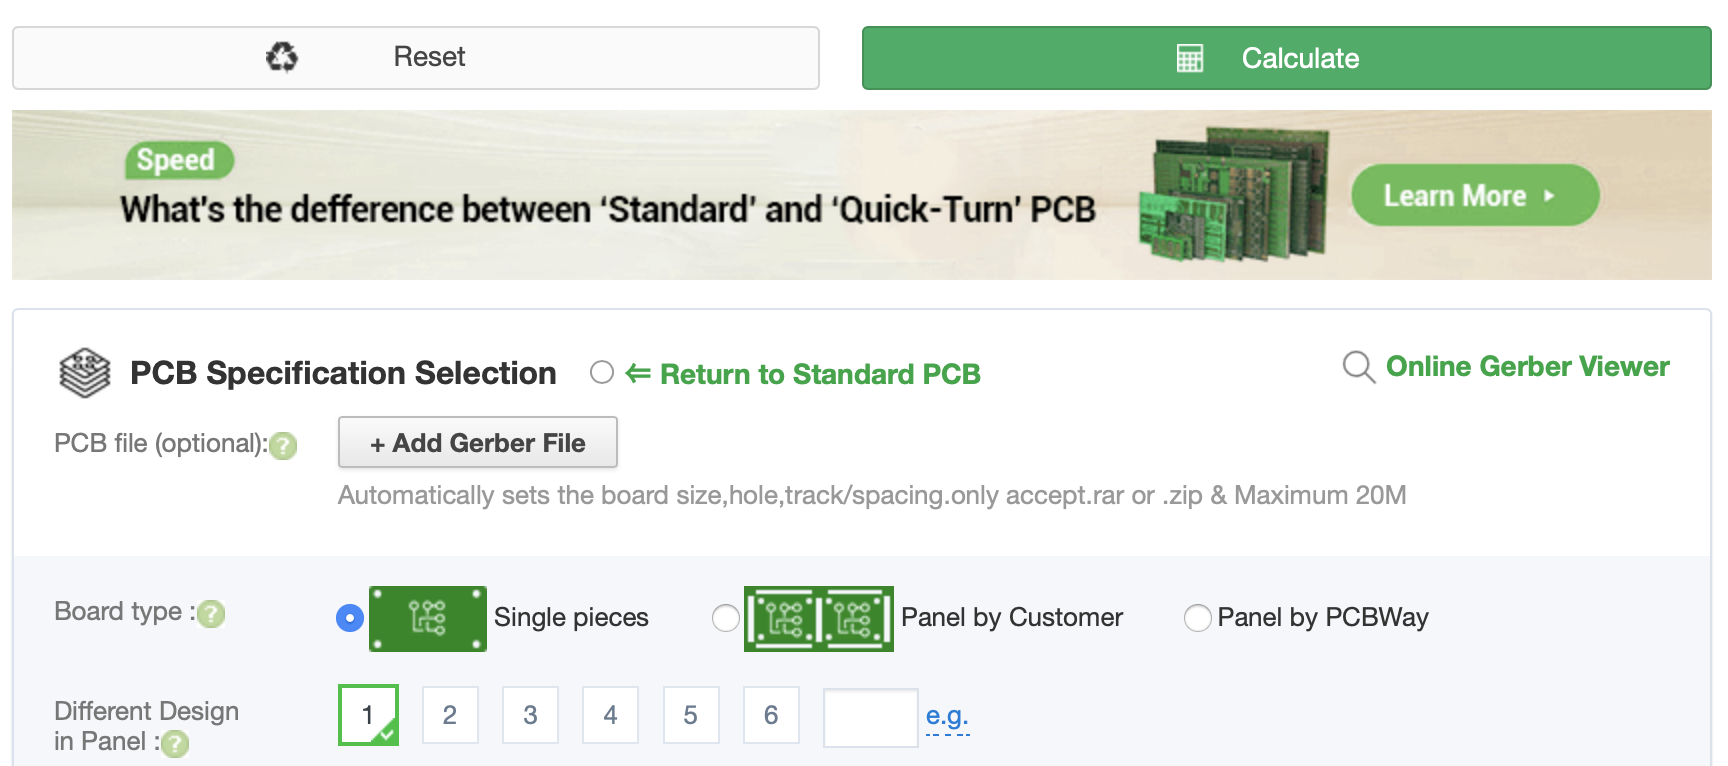 Reset
Calculate
Speed
What's the defference between ‘Standard’ and ‘Quick-Turn’ PCB
Learn More
PCB Specification Selection
⇐ Return to Standard PCB
Online Gerber Viewer
PCB file (optional):?
+ Add Gerber File
Automatically sets the board size,hole,track/spacing.only accept.rar or .zip & Maximum 20M
Board type :?
Single pieces
Panel by Customer
Panel by PCBWay
Different Design
in Panel :?
1 2 3 4 5 6 e.g.